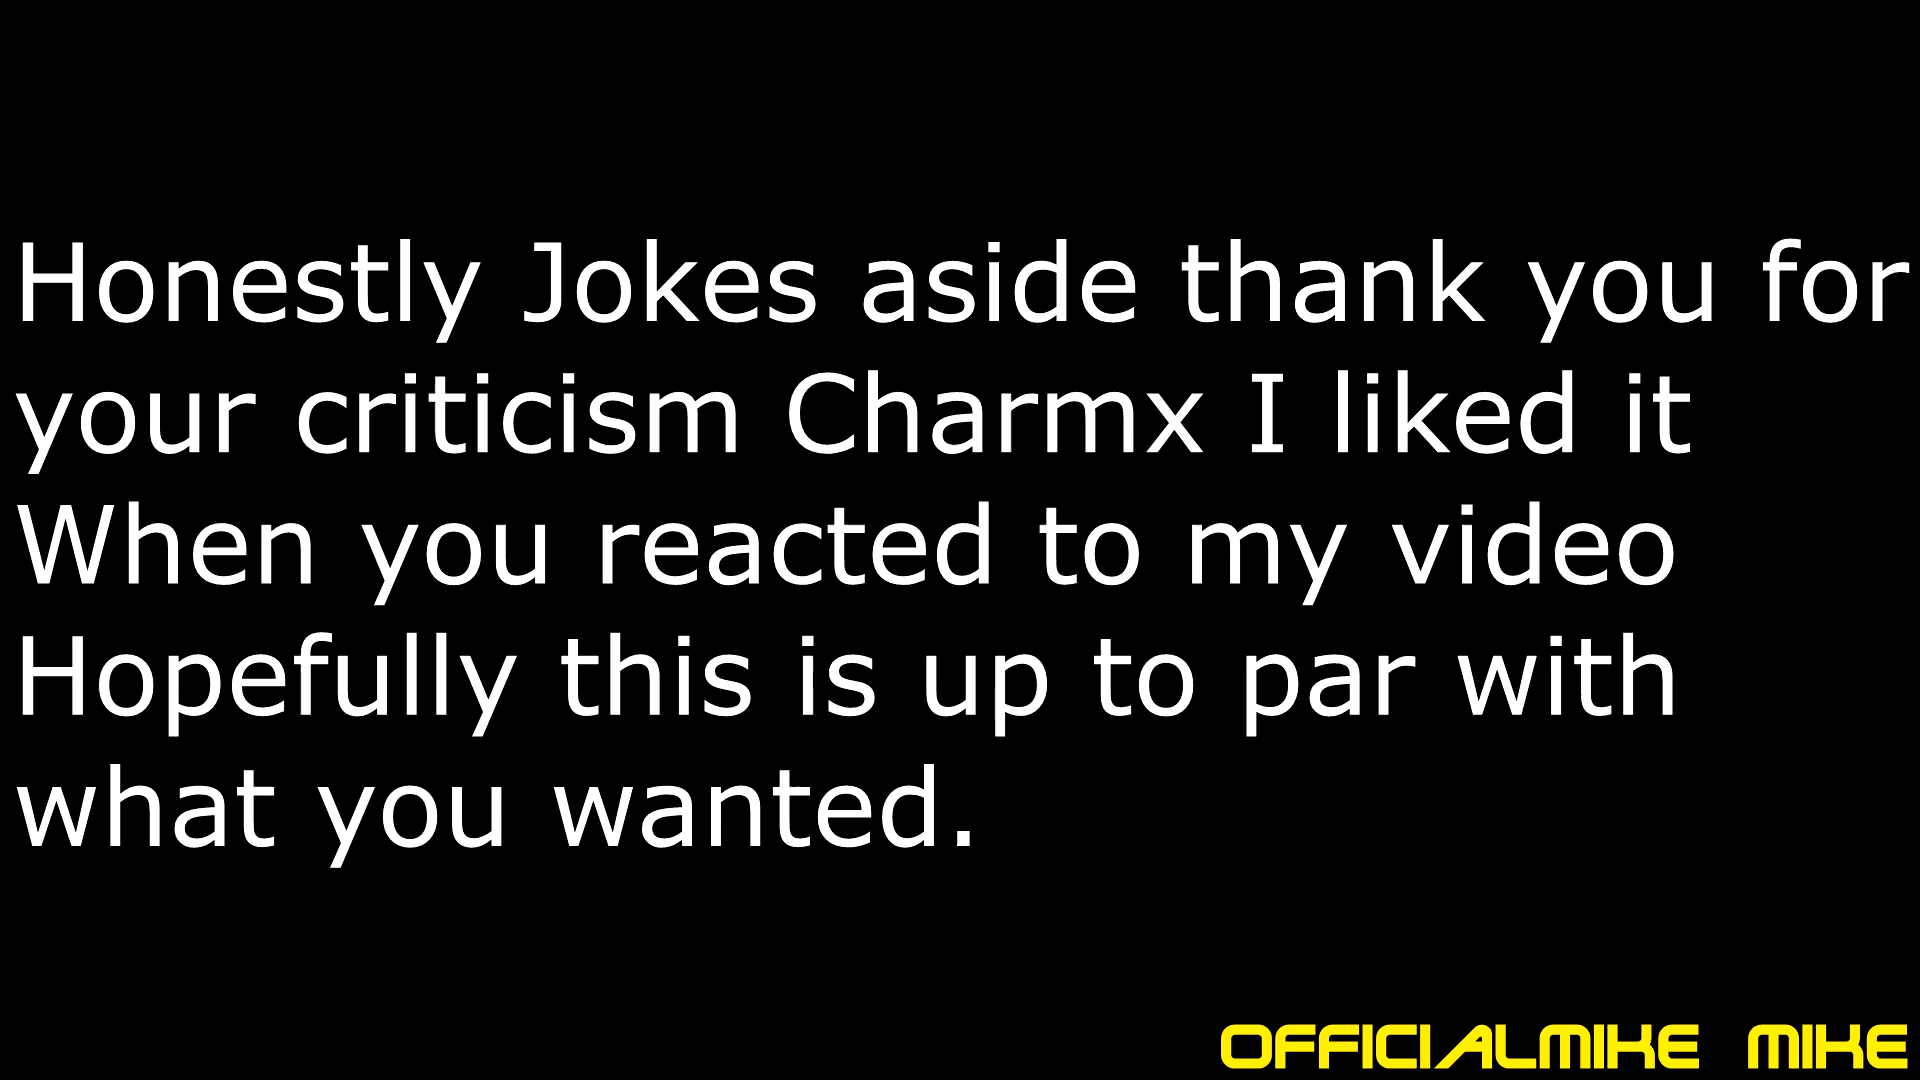 Honestly Jokes aside thank you for
your criticism Charmx I liked it
When you reacted to my video
Hopefully this is up to par with
what you wanted.
OFFICIALMIKE MIKE